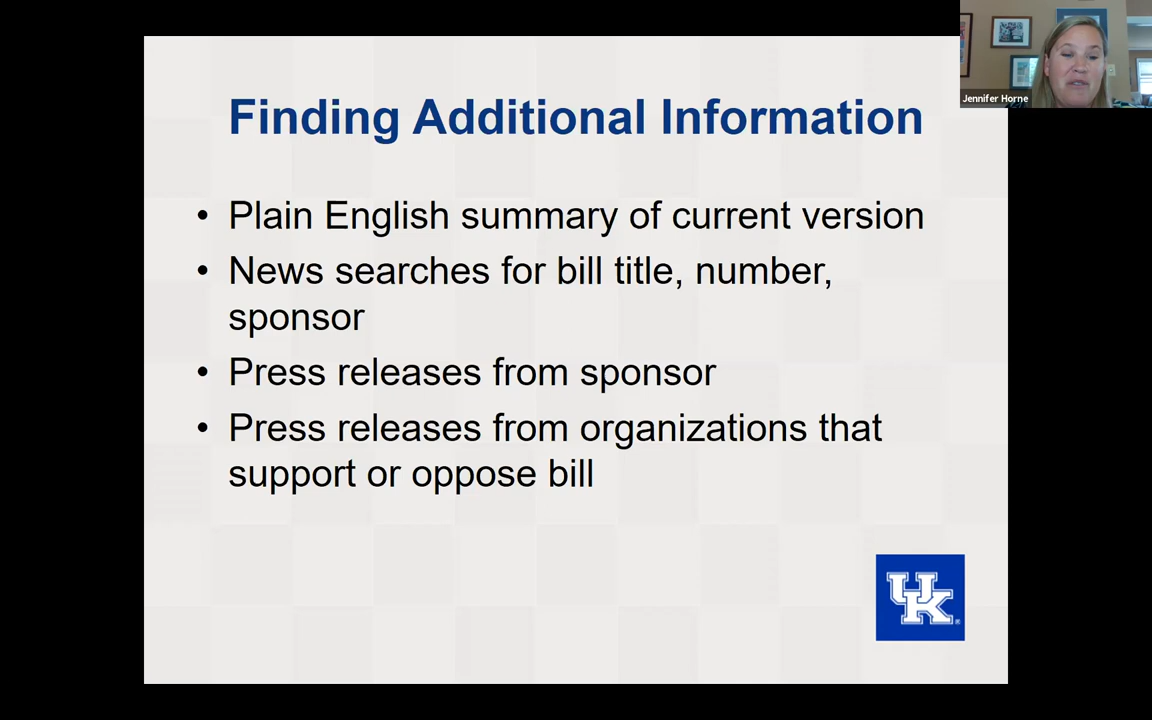 Jennifer Horne
Finding Additional Information
• Plain English summary of current version
• News searches for bill title, number,
sponsor
• Press releases from sponsor
• Press releases from organizations that
support or oppose bill
UK